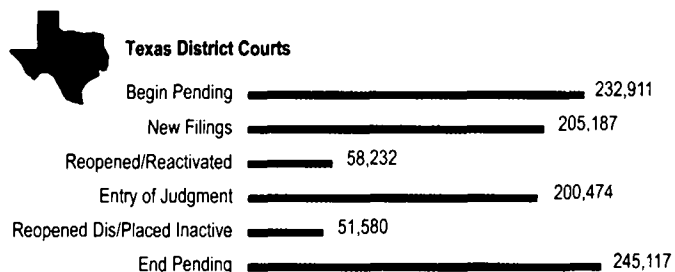 Texas District Courts
Begin Pending 232,911
New Filings 205,187
Reopened/Reactivated 58,232
Entry of Judgment 200,474
Reopened Dis/Placed Inactive 51,580
End Pending 245,117